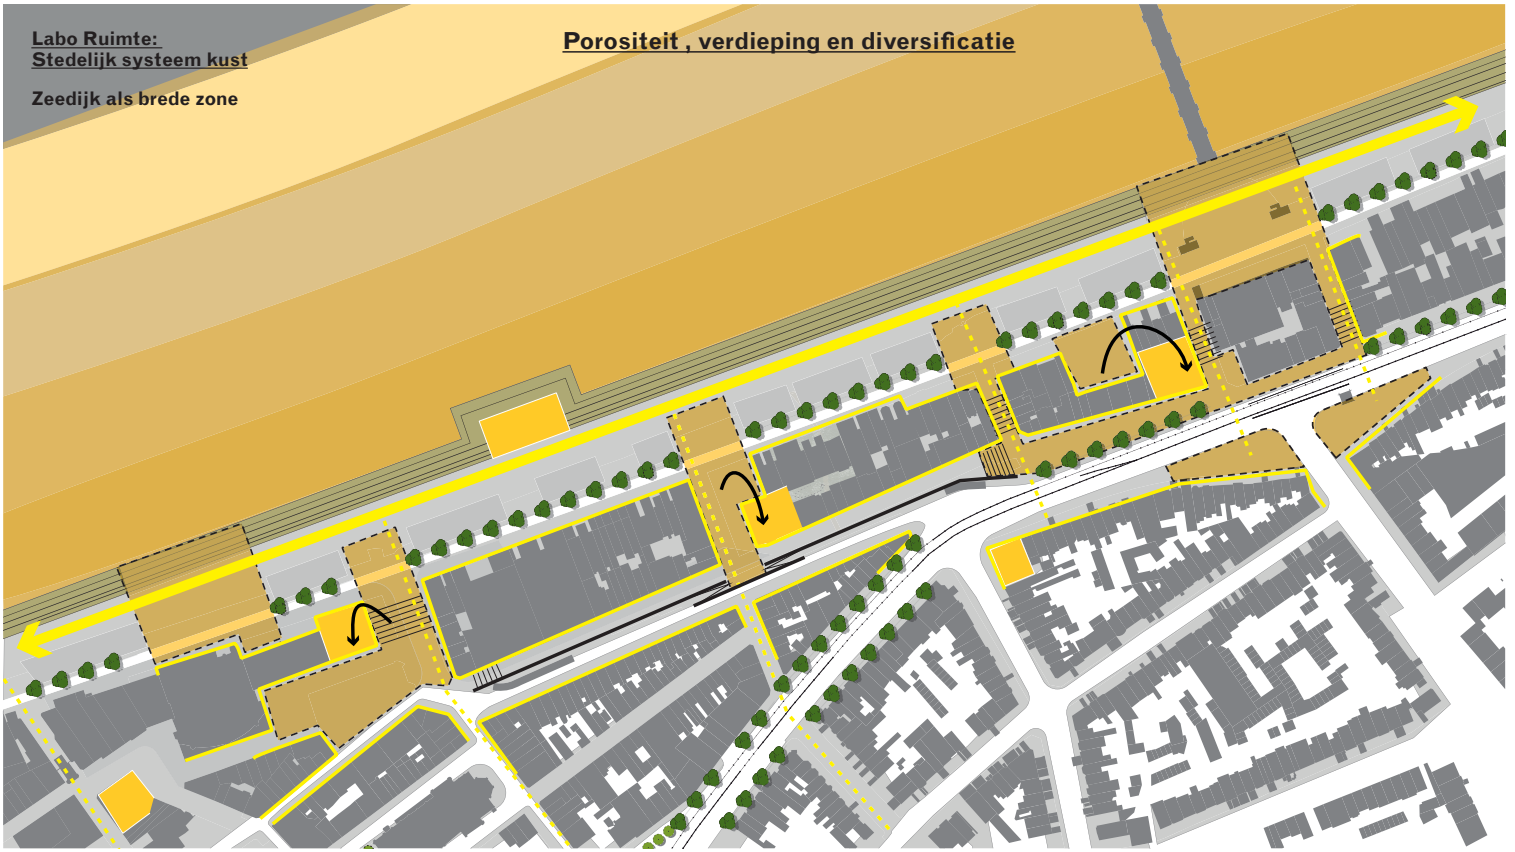 Labo Ruimte:
Stedelijk systeem kust
Zeedijk als brede zone
Porositeit , verdieping en diversificatie